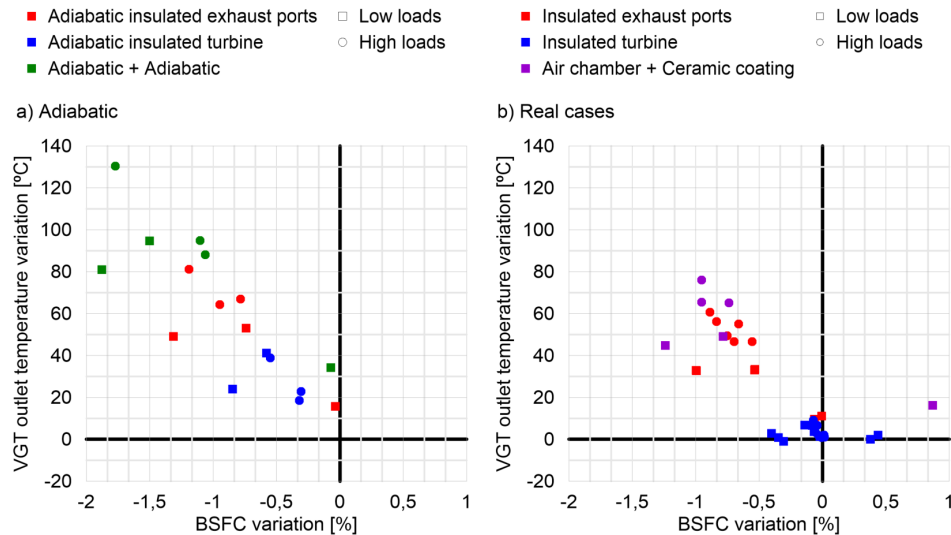 Adiabatic insulated exhaust ports
Low loads
Adiabatic insulated turbine
High loads
Adiabatic + Adiabatic
Insulated exhaust ports
Low loads
Insulated turbine
High loads
Air chamber + Ceramic coating
a) Adiabatic
VGT outlet temperature variation [ºC]
140
120
100
80
60
40
20
0
-20
-2
-1,5
-1
-0,5
0
0,5
1
BSFC variation [%]
b) Real cases
VGT outlet temperature variation [ºC]
140
120
100
80
60
40
20
0
-20
-2
-1,5
-1
-0,5
0
0,5
1
BSFC variation [%]